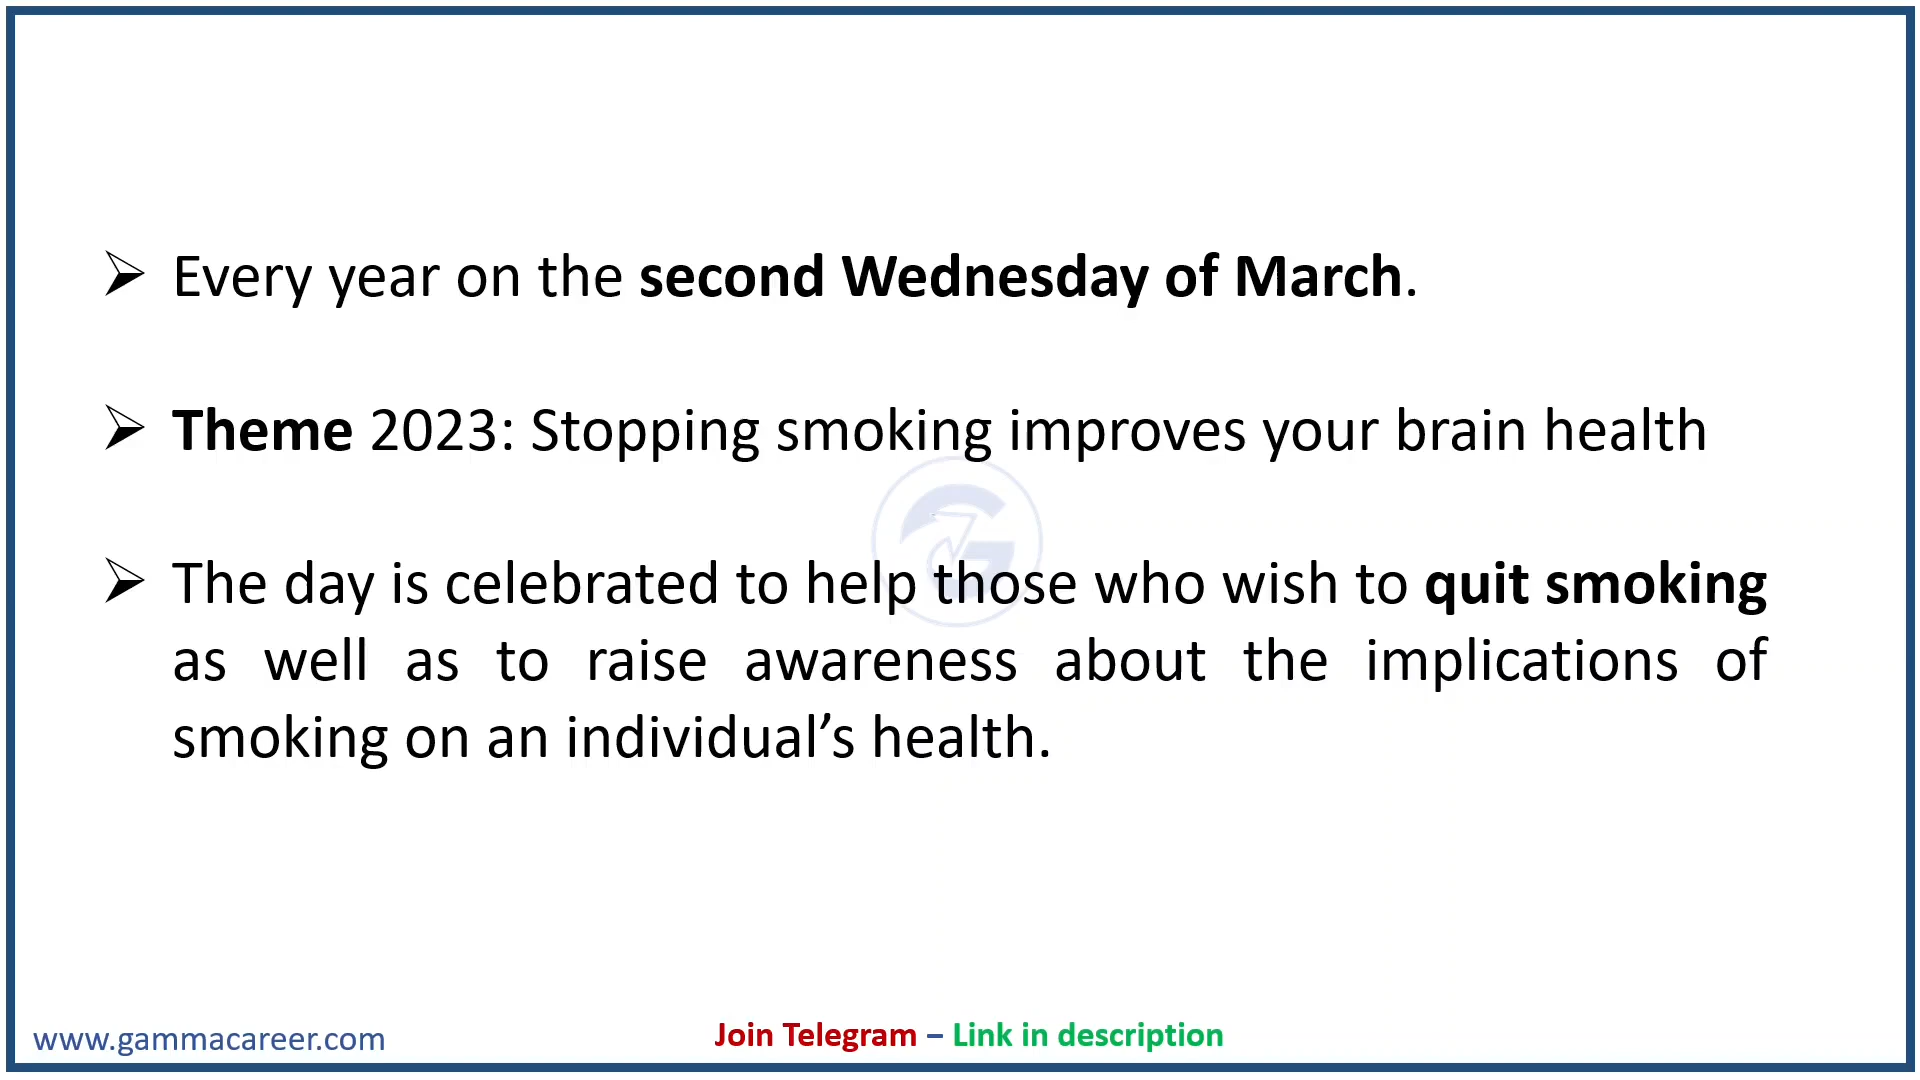 ➢ Every year on the second Wednesday of March.
➢ Theme 2023: Stopping smoking improves your brain health
➢ The day is celebrated to help those who wish to quit smoking
as well as to raise awareness about the implications of
smoking on an individual’s health.
www.gammacareer.com
Join Telegram – Link in description